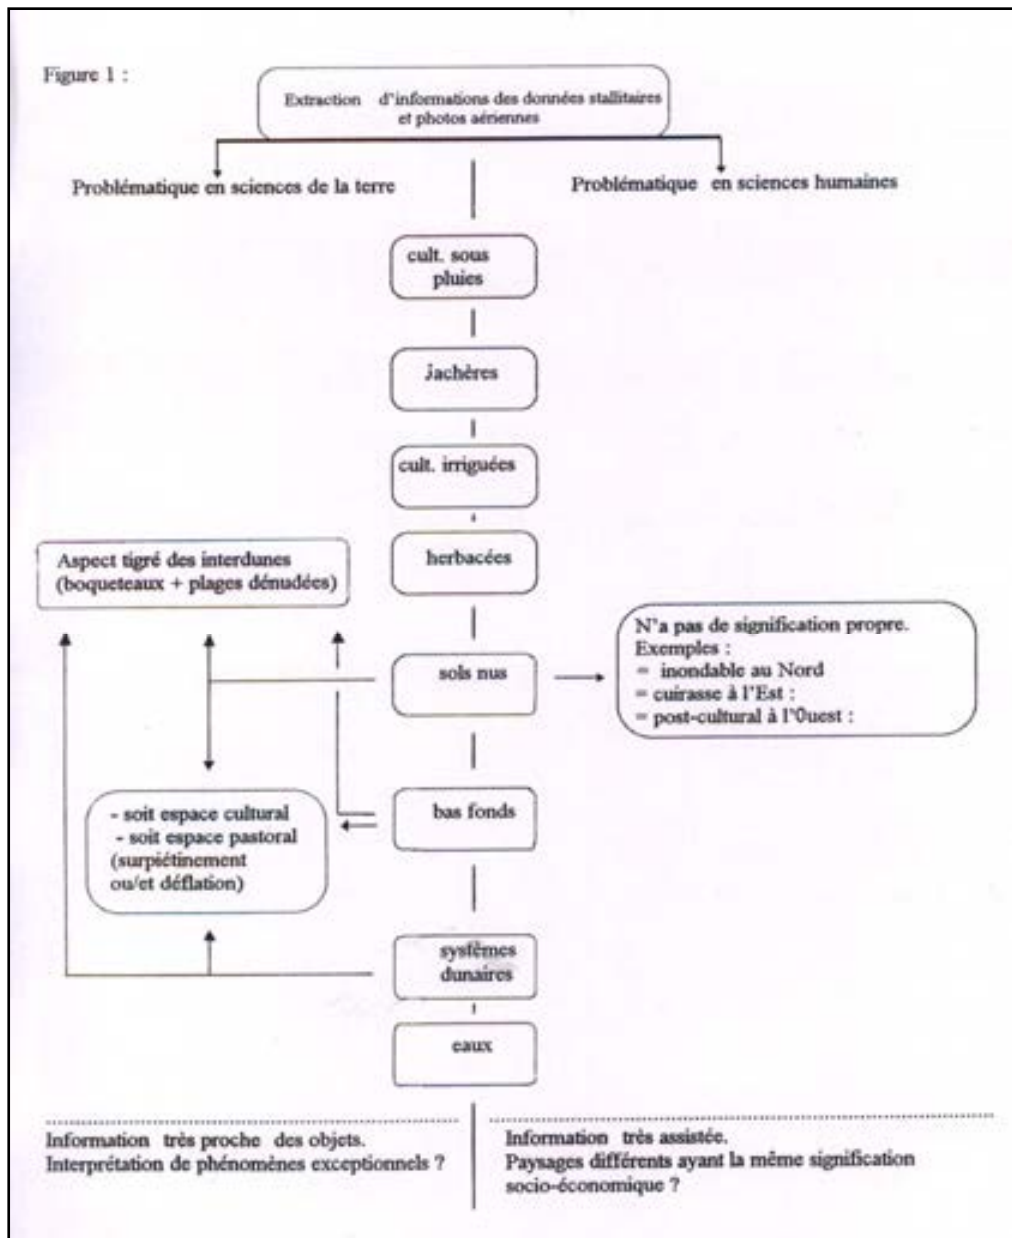 Figure 1 :
Extraction d'informations des données stallitaires
et photos aériennes
Problématique en sciences de la terre
Problématique en sciences humaines
cult. sous
pluies
jachères
cult. irriguées
herbacées
Aspect tigré des interdunes
(boqueteaux + plages dénudées)
sols nus
N'a pas de signification propre.
Exemples :
= inondable au Nord
= cuirasse à l'Est :
= post-cultural à l'Ouest :
bas fonds
- soit espace cultural
- soit espace pastoral
(surpiétinement
ou/et déflation)
systèmes
dunaires
eaux
Information très proche des objets.
Interprétation de phénomènes exceptionnels ?
Information très assistée.
Paysages différents ayant la même signification
socio-économique ?